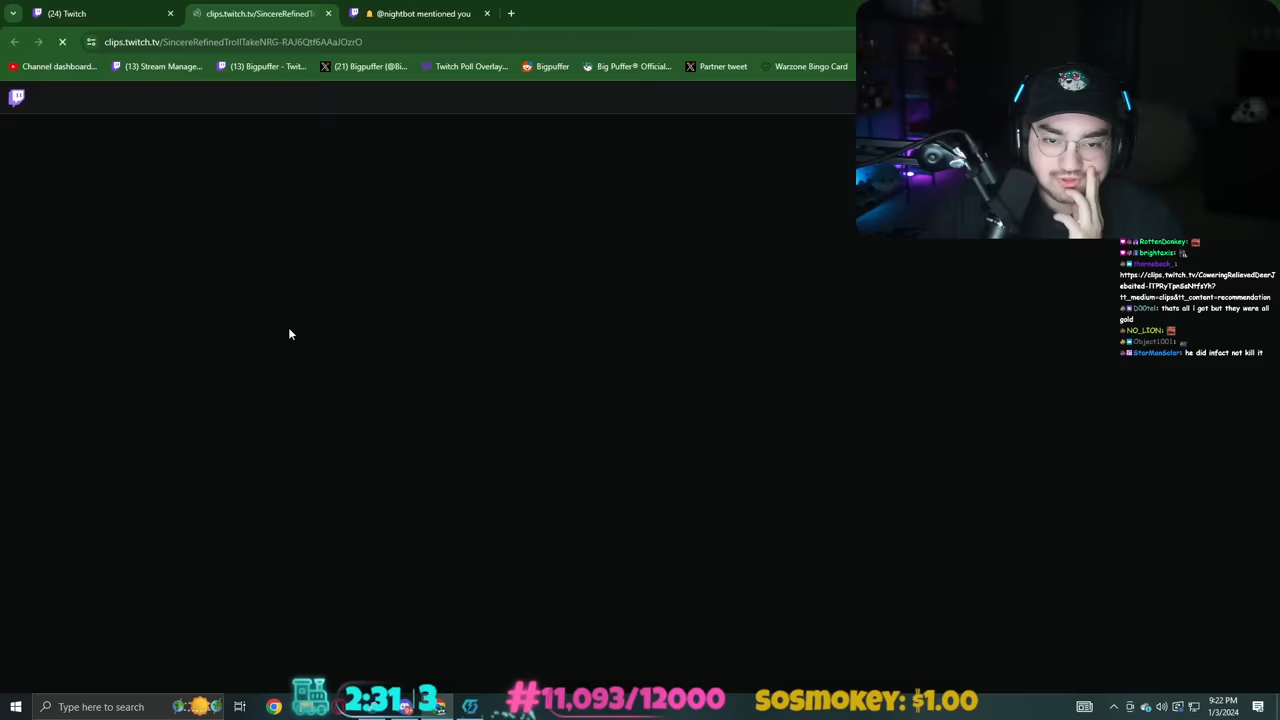 (24) Twitch
clips.twitch.tv/SincereRefinedT
@nightbot mentioned you
clips.twitch.tv/SincereRefinedTrollTakeNRG-RAJ6Qtf6AAaJOzrO
Channel dashboard...
(13) Stream Manage...
(13) Bigpuffer - Twit...
(21) Bigpuffer (@Bi...
Twitch Poll Overlay...
Bigpuffer
Big Puffer® Official...
Partner tweet
Warzone Bingo Card
RottenDonkey:
brightaxis:
thorneback_:
https://clips.twitch.tv/CoweringRelievedDeerJ
ebaited-lTPRyTpnSsNtfsYh?
tt_medium=clips&tt_content=recommendation
D00tel: thats all i got but they were all
gold
NO_LION:
Object1001:
StarManSolar: he did infact not kill it
2:31 3
#11,093/12000
SOSMOKEY: $1.00
Type here to search
9:22 PM
1/3/2024